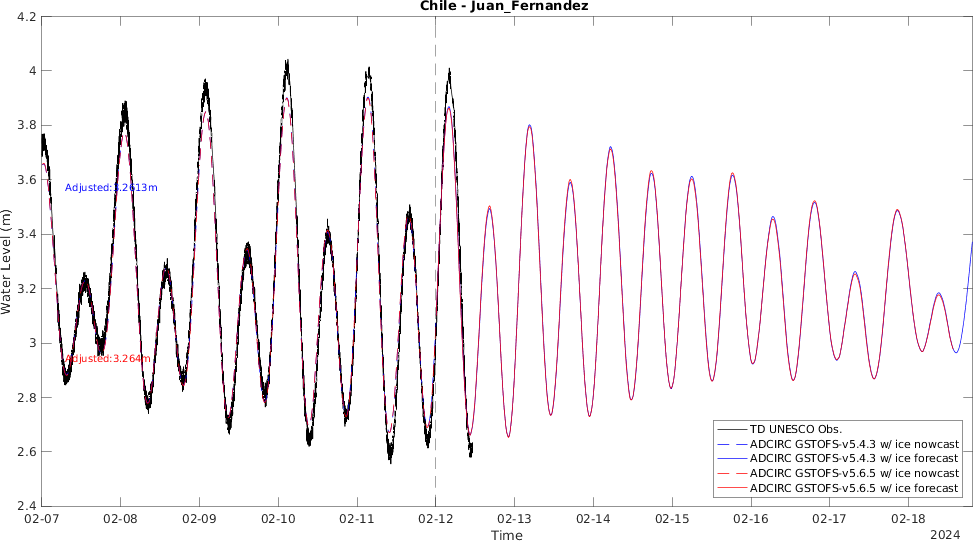 Chile - Juan_Fernandez
Water Level (m)
4.2
4
3.8
3.6
3.4
3.2
3
2.8
2.6
2.4
Adjusted:3.2613m
Adjusted:3.264m
TD UNESCO Obs.
ADCIRC GSTOFS-v5.4.3 w/ ice nowcast
ADCIRC GSTOFS-v5.4.3 w/ ice forecast
ADCIRC GSTOFS-v5.6.5 w/ ice nowcast
ADCIRC GSTOFS-v5.6.5 w/ ice forecast
02-07 02-08 02-09 02-10 02-11 02-12 02-13 02-14 02-15 02-16 02-17 02-18
Time
2024